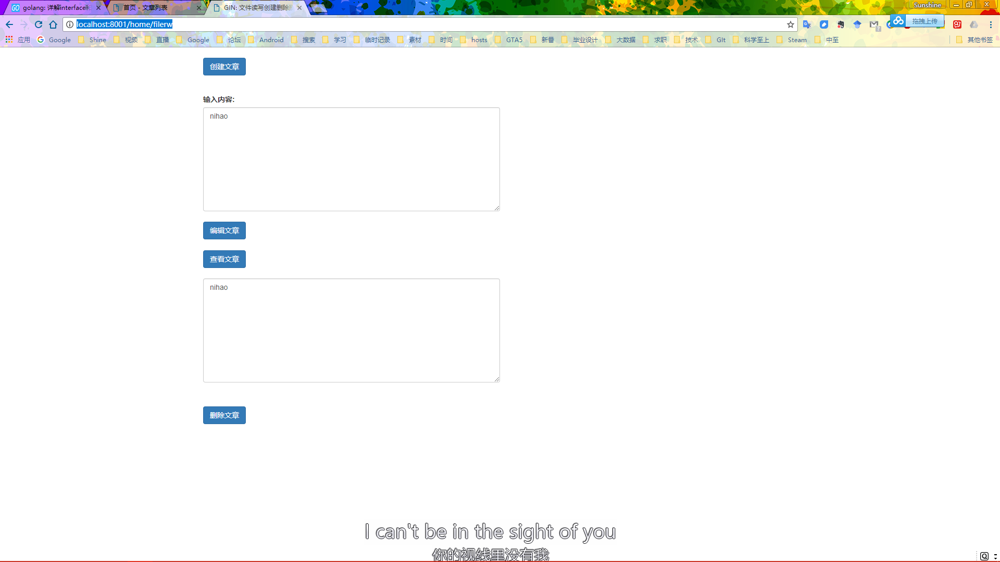 golang: 详解interface和
首页 - 文章列表
GIN: 文件读写创建删除
Sunshine
localhost:8001/home/filerw
拖拽上传
应用 Google Shine 视频 直播 Google 论坛 Android 搜索 学习 临时记录 素材 时间 hosts GTA5 新番 毕业设计 大数据 求职 技术 GIt 科学至上 Steam 中至 其他书签
创建文章
输入内容:
nihao
编辑文章
查看文章
nihao
删除文章
I can't be in the sight of you
你的视线里没有我